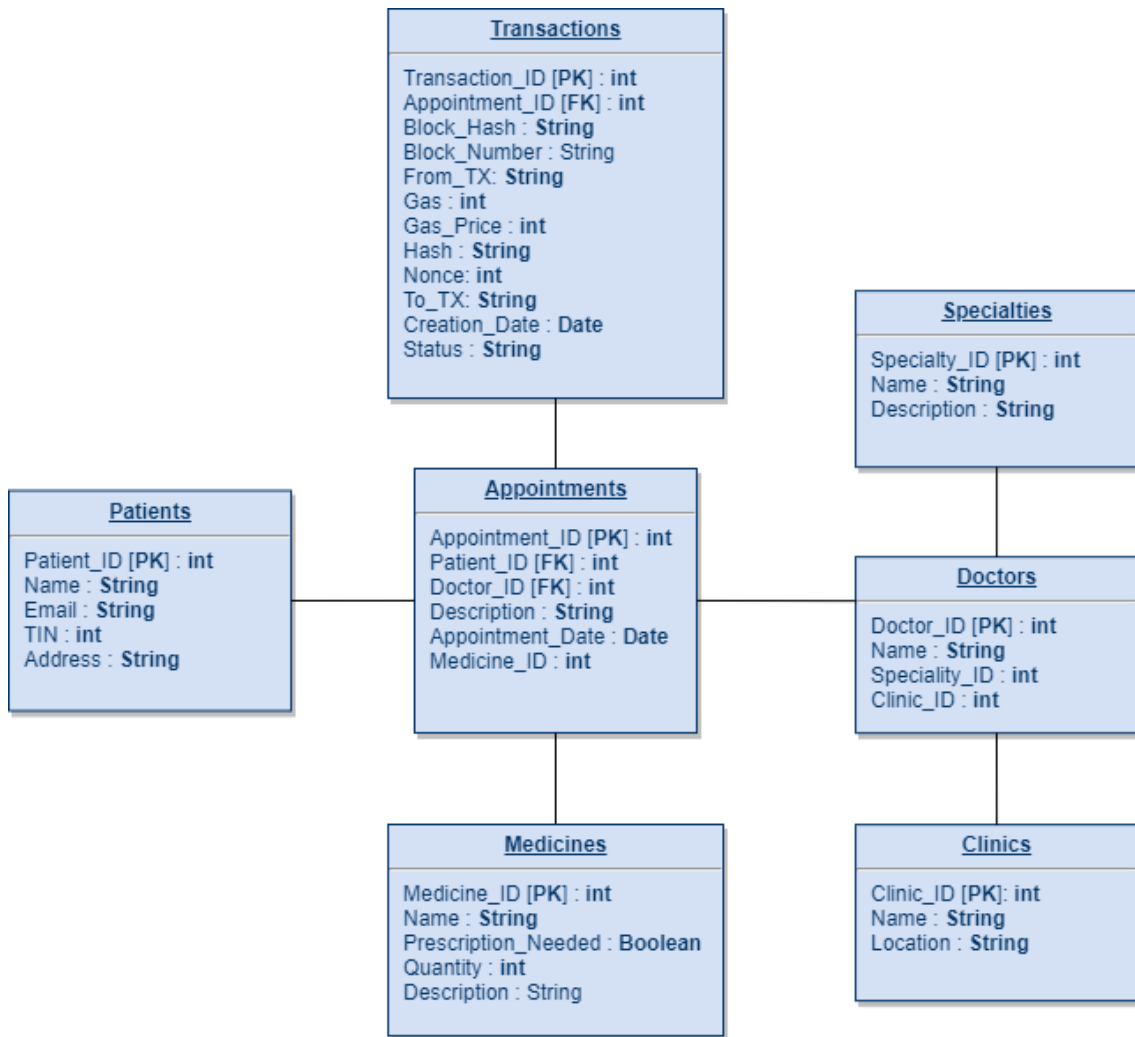 Transactions
Transaction_ID [PK] : int
Appointment_ID [FK] : int
Block_Hash : String
Block_Number : String
From_TX: String
Gas : int
Gas_Price : int
Hash : String
Nonce: int
To_TX: String
Creation_Date : Date
Status : String
Specialties
Specialty_ID [PK] : int
Name : String
Description : String
Patients
Patient_ID [PK] : int
Name : String
Email : String
TIN : int
Address : String
Appointments
Appointment_ID [PK] : int
Patient_ID [FK] : int
Doctor_ID [FK] : int
Description : String
Appointment_Date : Date
Medicine_ID : int
Doctors
Doctor_ID [PK] : int
Name : String
Speciality_ID : int
Clinic_ID : int
Medicines
Medicine_ID [PK] : int
Name : String
Prescription_Needed : Boolean
Quantity : int
Description : String
Clinics
Clinic_ID [PK]: int
Name : String
Location : String